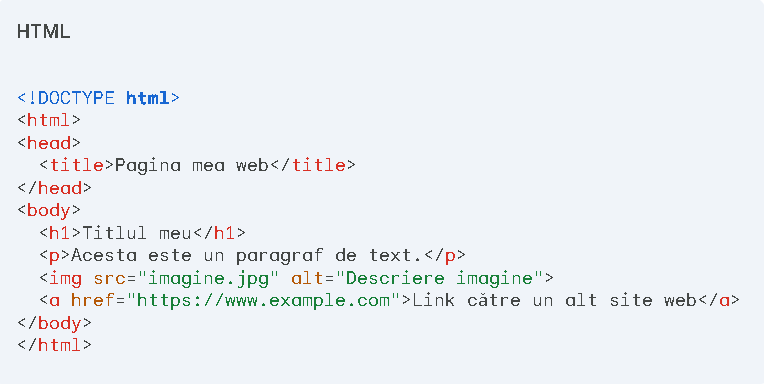 HTML
<!DOCTYPE html>
<html>
<head>
<title>Pagina mea web</title>
</head>
<body>
<h1>Titlul meu</h1>
<p>Acesta este un paragraf de text.</p>
<img src="imagine.jpg" alt="Descriere imagine">
<a href="https://www.example.com">Link către un alt site web</a>
</body>
</html>